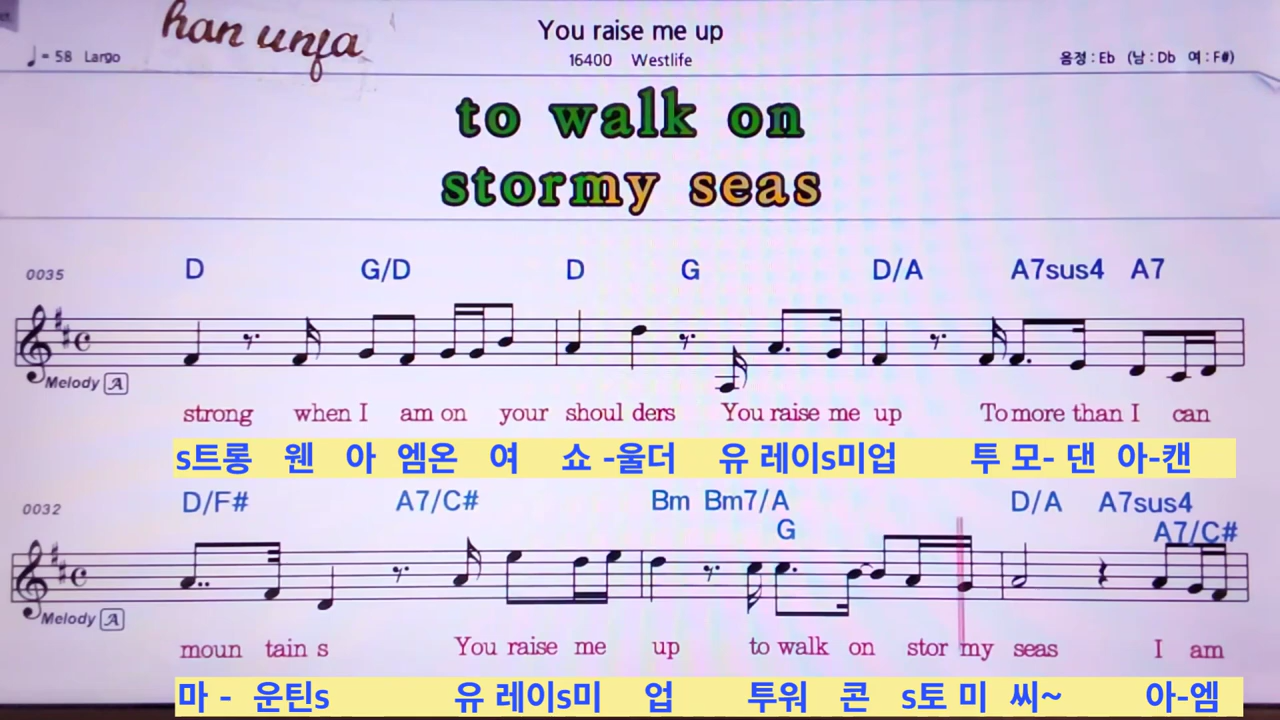 han unja
You raise me up
♩= 58 Largo
16400 Westlife
음정 : Eb (남 : Db 여 : F#)
to walk on
stormy seas
0035 D G/D D G D/A A7sus4 A7
Melody A
strong when I am on your shoul ders You raise me up To more than I can
s트롱 웬 아 엠온 여 쇼 -울더 유 레이s미업 투 모- 댄 아-캔
0032 D/F# A7/C# Bm Bm7/A D/A A7sus4
G A7/C#
Melody A
moun tain s You raise me up to walk on stor my seas I am
마 - 운틴s 유 레이s미 업 투워 콘 s토 미 씨~ 아-엠